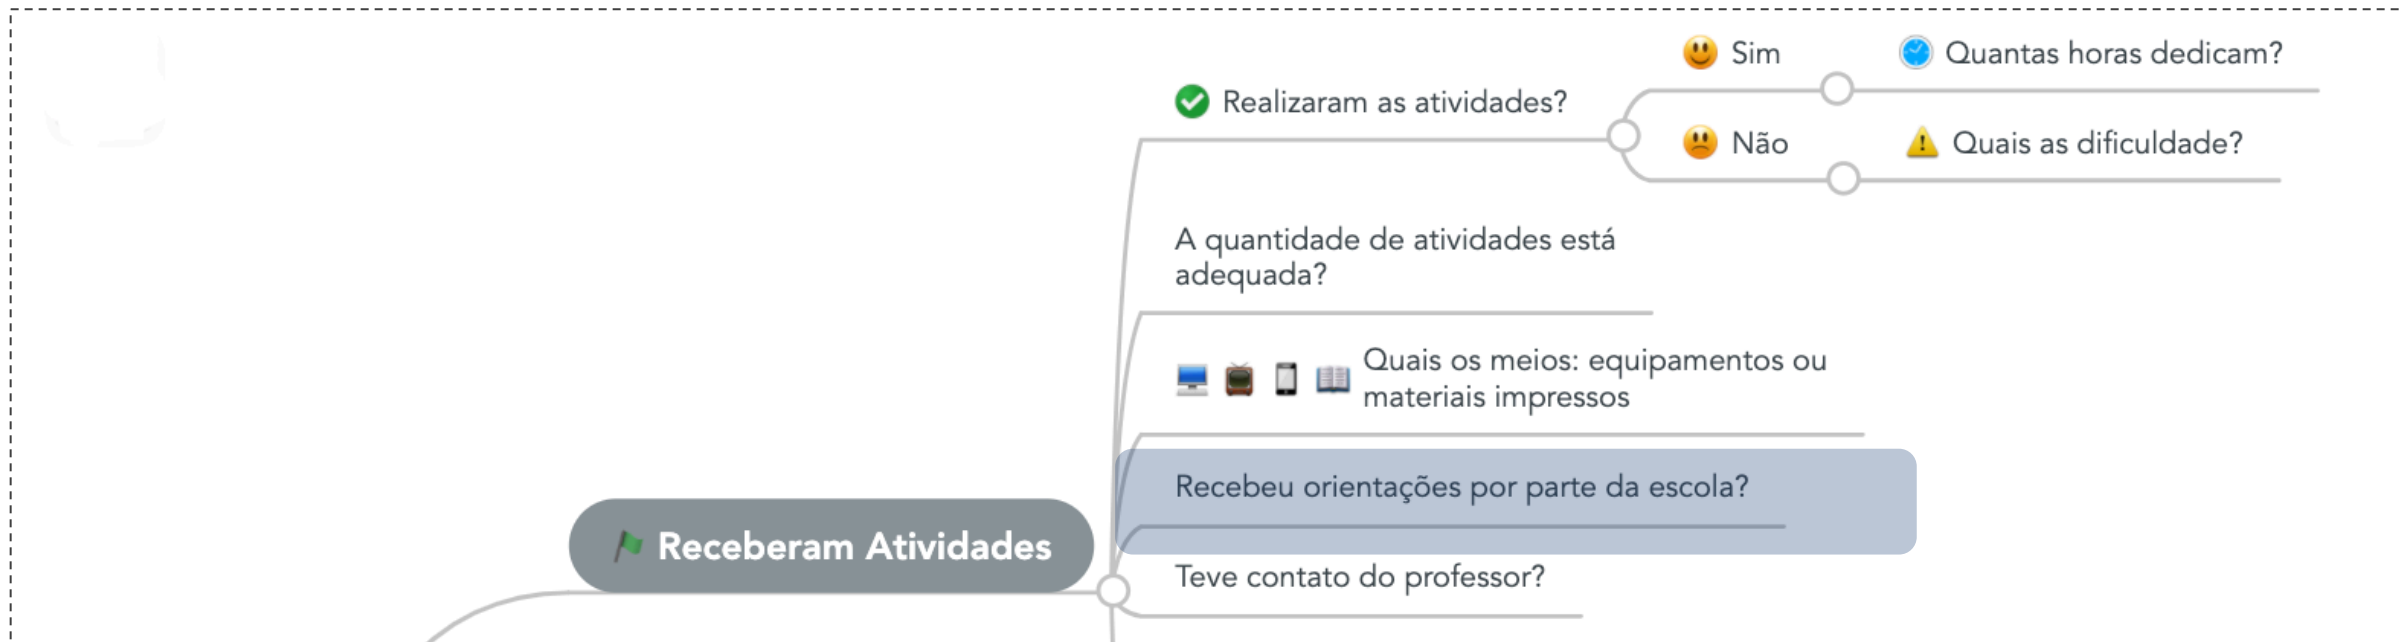 Sim
Quantas horas dedicam?
Realizaram as atividades?
Não
Quais as dificuldade?
A quantidade de atividades está
adequada?
Quais os meios: equipamentos ou
materiais impressos
Recebeu orientações por parte da escola?
Receberam Atividades
Teve contato do professor?